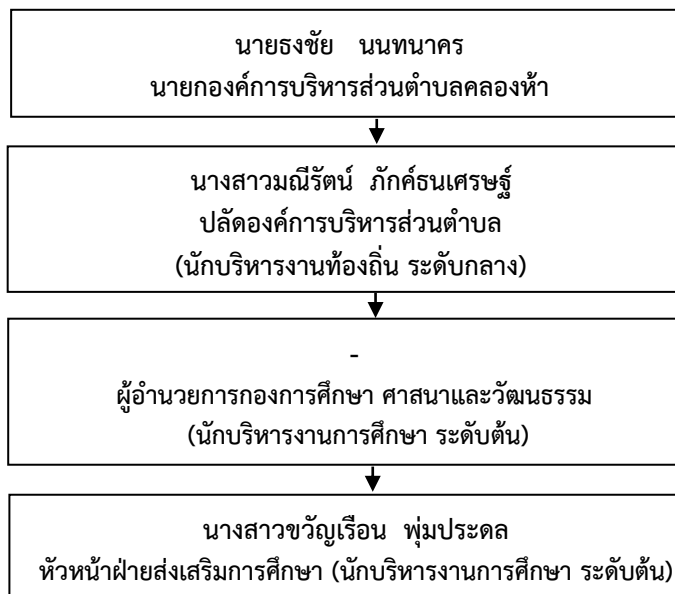 นายธงชัย นนทนาคร
นายกองค์การบริหารส่วนตำบลคลองห้า
นางสาวมณีรัตน์ ภักค์ธนเศรษฐ์
ปลัดองค์การบริหารส่วนตำบล
(นักบริหารงานท้องถิ่น ระดับกลาง)
-
ผู้อำนวยการกองการศึกษา ศาสนาและวัฒนธรรม
(นักบริหารงานการศึกษา ระดับต้น)
นางสาวขวัญเรือน พุ่มประดล
หัวหน้าฝ่ายส่งเสริมการศึกษา (นักบริหารงานการศึกษา ระดับต้น)